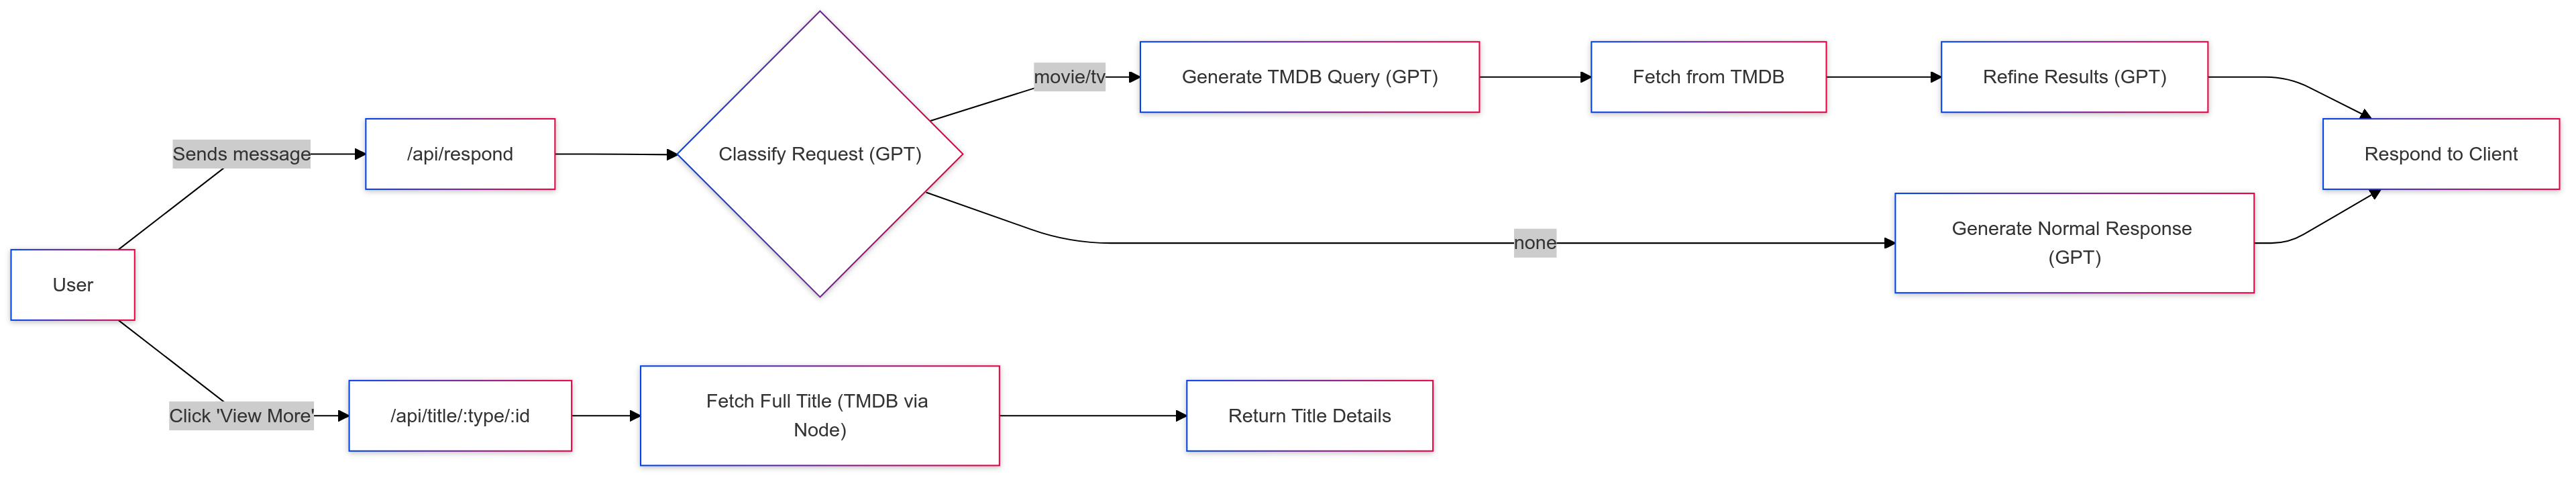 movie/tv
Generate TMDB Query (GPT)
Fetch from TMDB
Refine Results (GPT)
Sends message
/api/respond
Classify Request (GPT)
Respond to Client
none
Generate Normal Response
(GPT)
User
Click 'View More'
/api/title/:type/:id
Fetch Full Title (TMDB via
Node)
Return Title Details